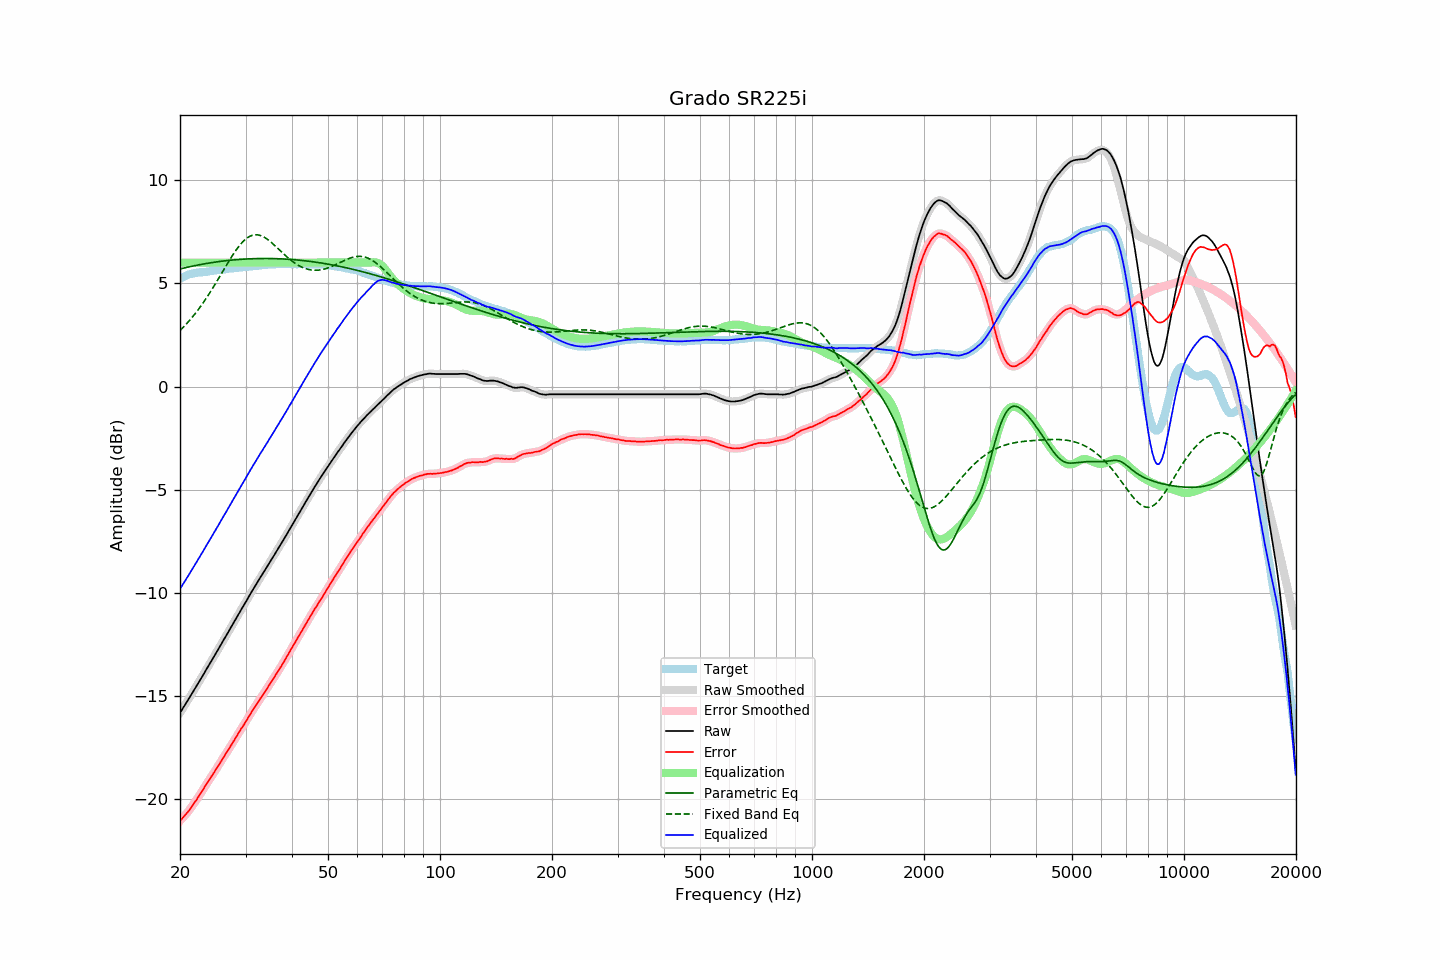 Grado SR225i
Amplitude (dBr)
10
5
0
−5
−10
−15
−20
Target
Raw Smoothed
Error Smoothed
Raw
Error
Equalization
Parametric Eq
Fixed Band Eq
Equalized
20 50 100 200 500 1000 2000 5000 10000 20000
Frequency (Hz)